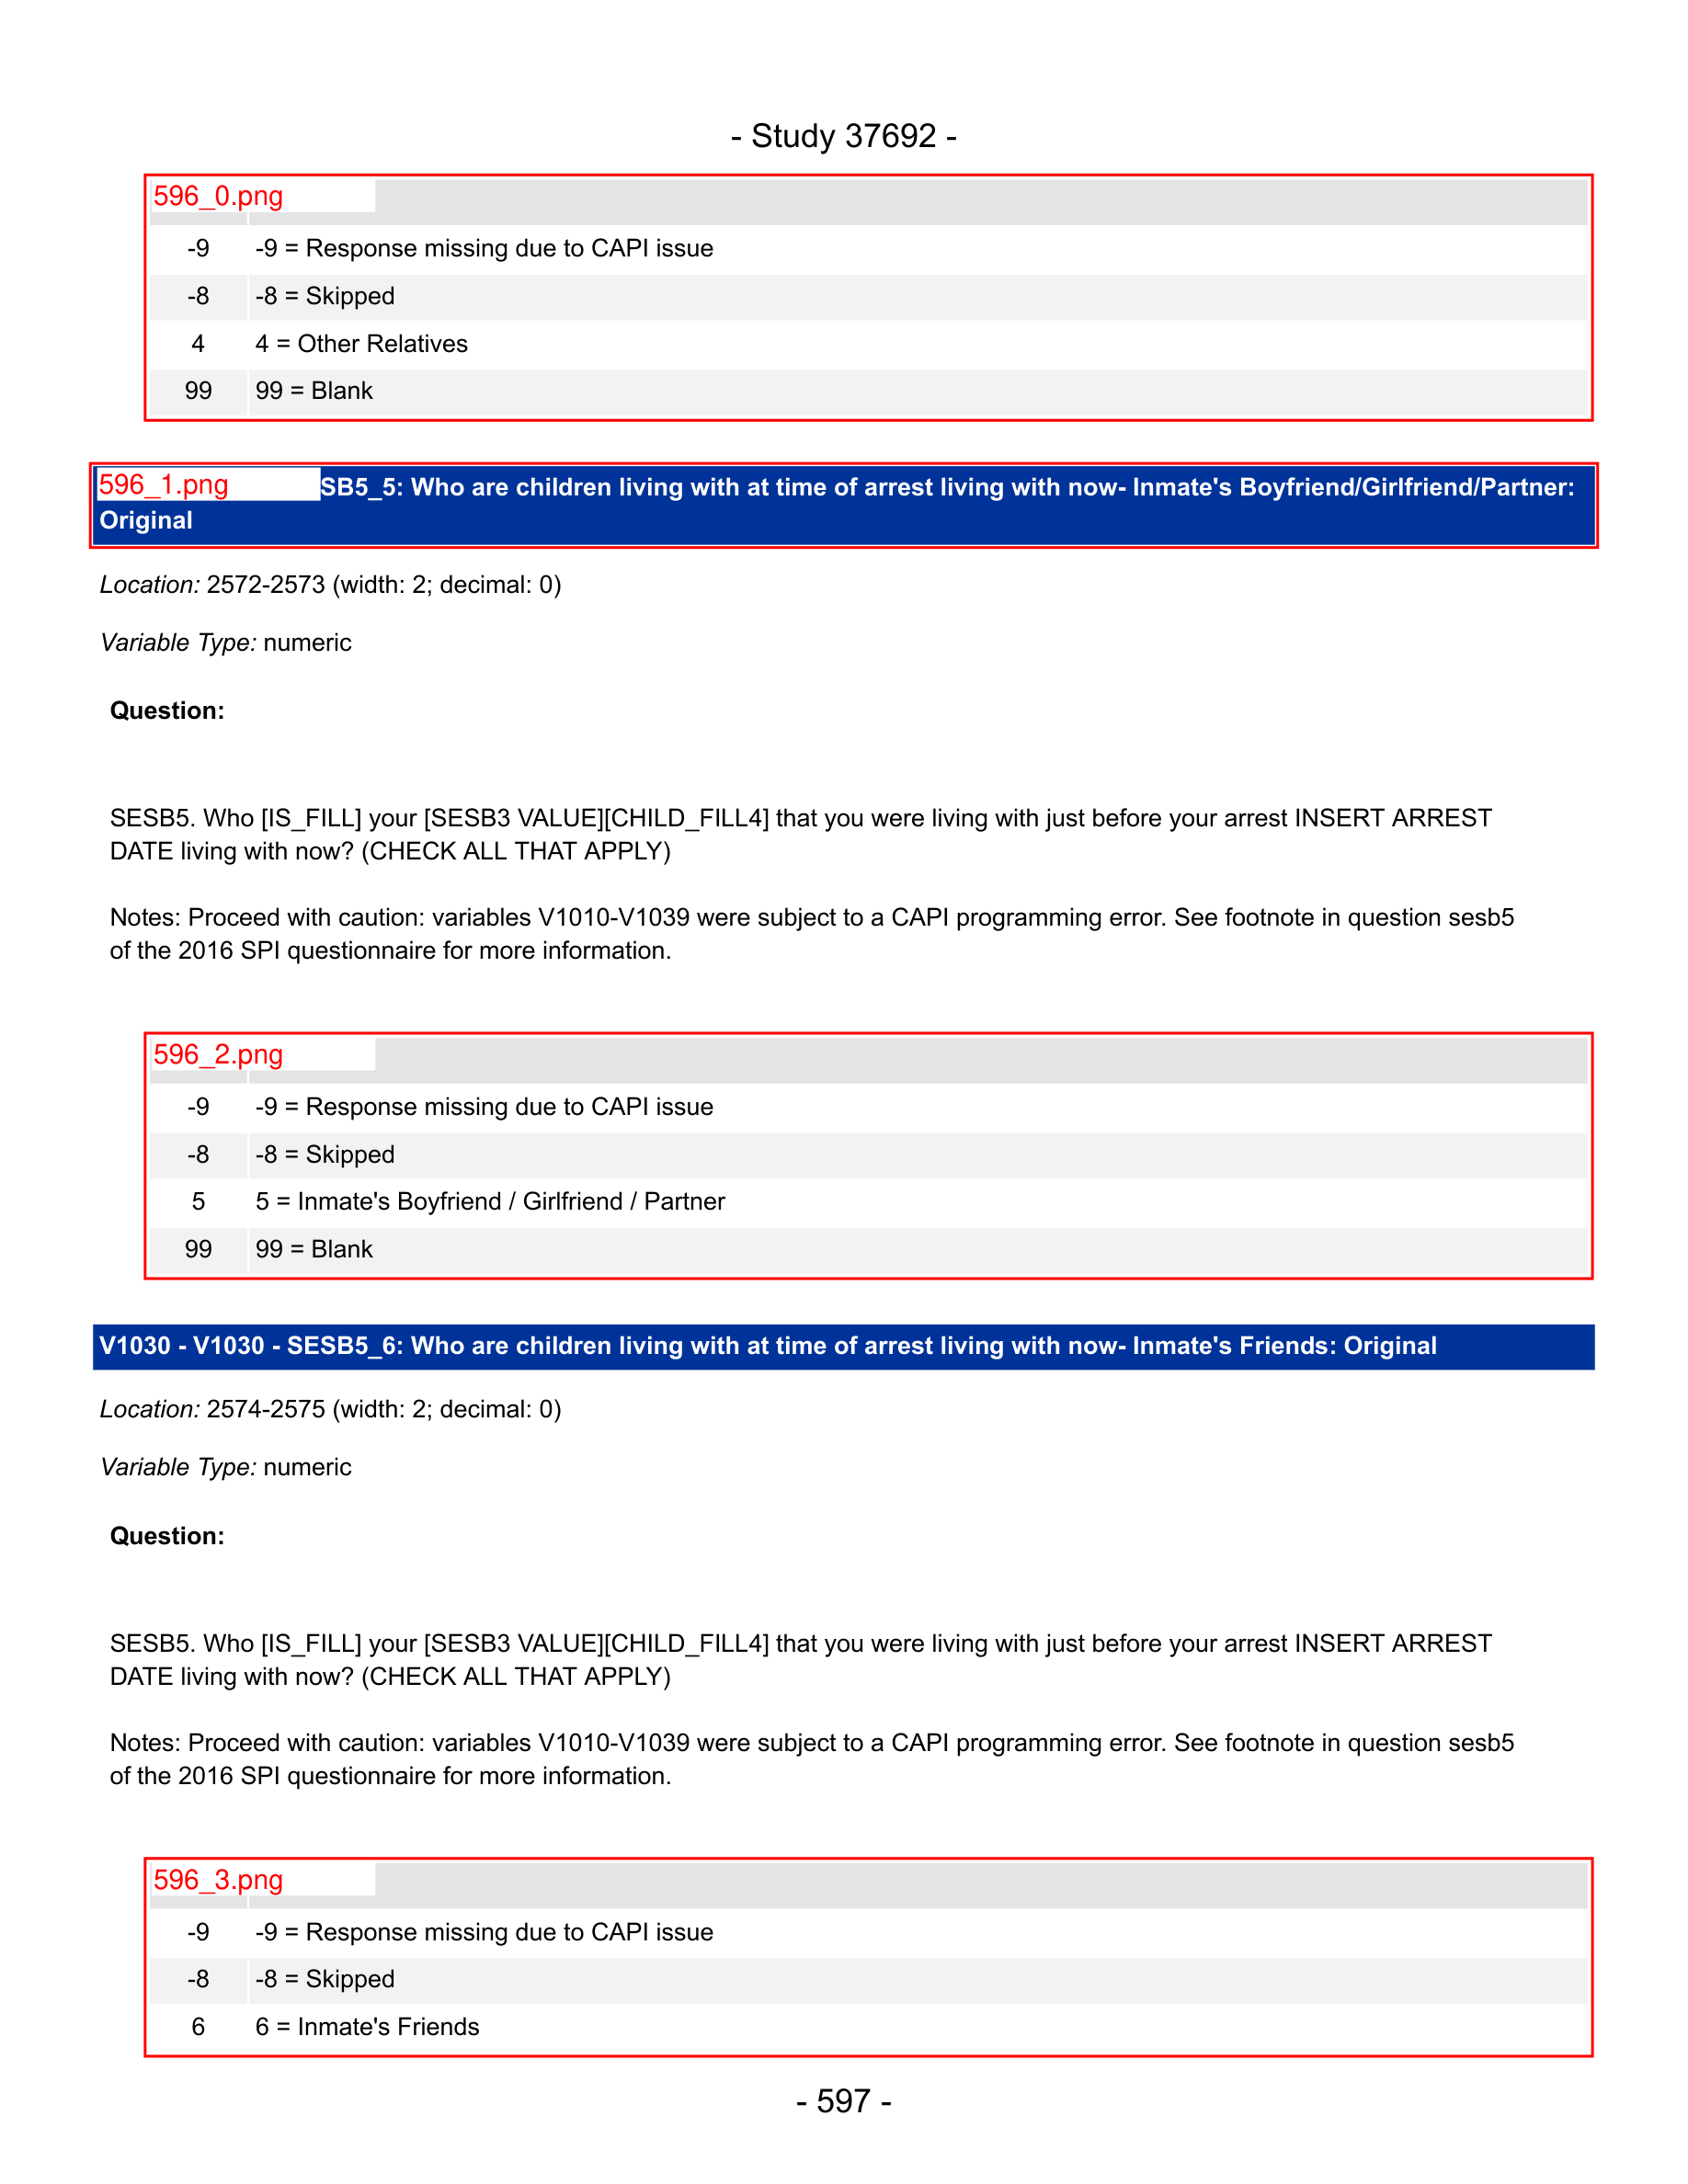 - Study 37692 -
596_0.png
-9 -9 = Response missing due to CAPI issue
-8 -8 = Skipped
4 4 = Other Relatives
99 99 = Blank
596_1.png SB5_5: Who are children living with at time of arrest living with now- Inmate's Boyfriend/Girlfriend/Partner:
Original
Location: 2572-2573 (width: 2; decimal: 0)
Variable Type: numeric
Question:
SESB5. Who [IS_FILL] your [SESB3 VALUE][CHILD_FILL4] that you were living with just before your arrest INSERT ARREST
DATE living with now? (CHECK ALL THAT APPLY)
Notes: Proceed with caution: variables V1010-V1039 were subject to a CAPI programming error. See footnote in question sesb5
of the 2016 SPI questionnaire for more information.
596_2.png
-9 -9 = Response missing due to CAPI issue
-8 -8 = Skipped
5 5 = Inmate's Boyfriend / Girlfriend / Partner
99 99 = Blank
V1030 - V1030 - SESB5_6: Who are children living with at time of arrest living with now- Inmate's Friends: Original
Location: 2574-2575 (width: 2; decimal: 0)
Variable Type: numeric
Question:
SESB5. Who [IS_FILL] your [SESB3 VALUE][CHILD_FILL4] that you were living with just before your arrest INSERT ARREST
DATE living with now? (CHECK ALL THAT APPLY)
Notes: Proceed with caution: variables V1010-V1039 were subject to a CAPI programming error. See footnote in question sesb5
of the 2016 SPI questionnaire for more information.
596_3.png
-9 -9 = Response missing due to CAPI issue
-8 -8 = Skipped
6 6 = Inmate's Friends
- 597 -